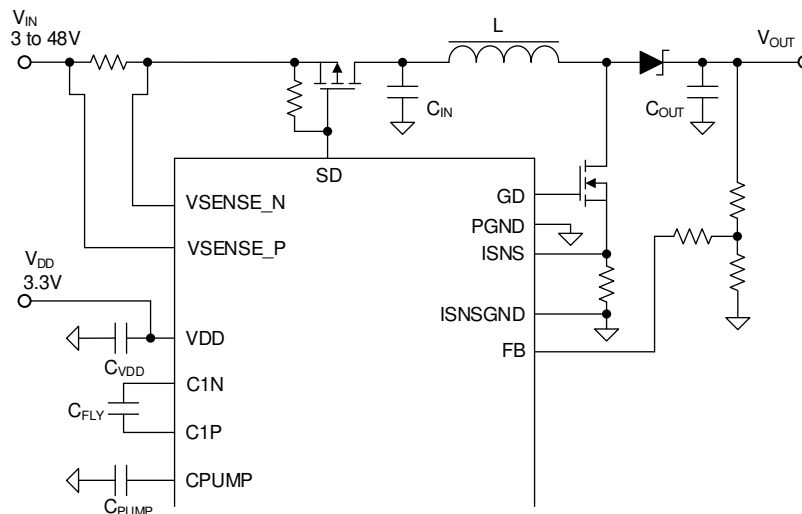 VIN
3 to 48V
L
VOUT
CIN
COUT
SD
GD
VSENSE_N
PGND
VSENSE_P
ISNS
VDD
3.3V
ISNSGND
VDD
FB
CVDD
C1N
CFLY
C1P
CPUMP
CPUMP